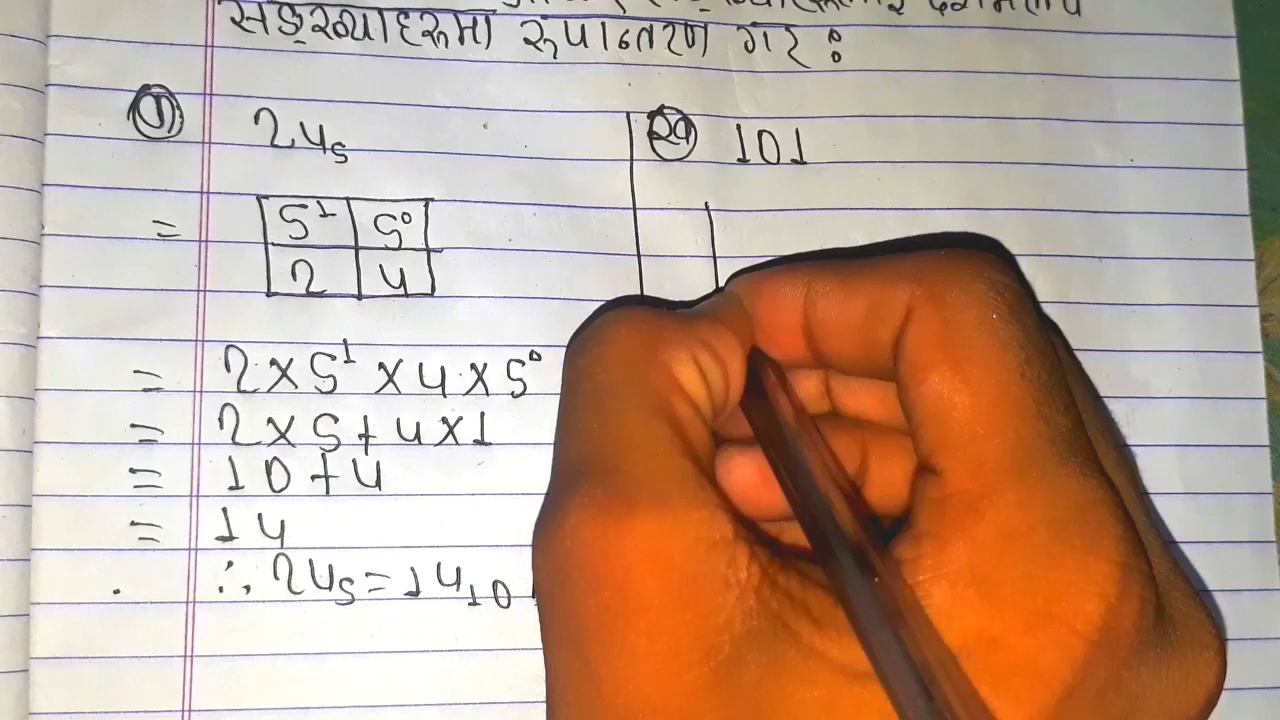 सङ्ख्याहरुमा रुपान्तरण गर :
1 24₅
= 5¹ 5⁰
2 4
= 2 × 5¹ × 4 × 5⁰
= 2 × 5 + 4 × 1
= 10 + 4
= 14
∴ 24₅ = 14₁₀
101